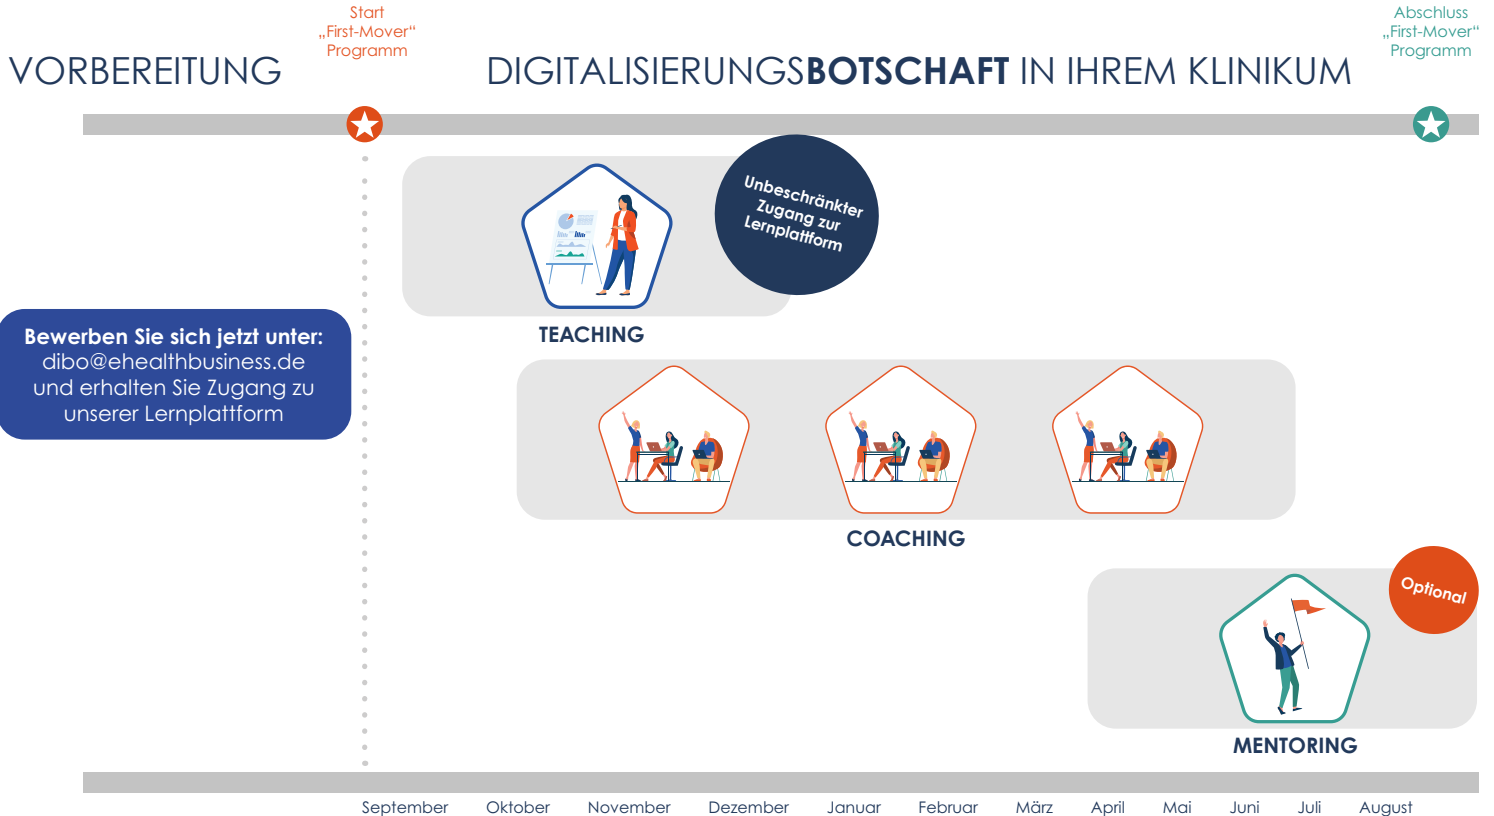 Start
„First-Mover“
Programm
Abschluss
„First-Mover“
Programm
VORBEREITUNG
DIGITALISIERUNGSBOTSCHAFT IN IHREM KLINIKUM
Unbeschränkter
Zugang zur
Lernplattform
TEACHING
Bewerben Sie sich jetzt unter:
dibo@ehealthbusiness.de
und erhalten Sie Zugang zu
unserer Lernplattform
COACHING
Optional
MENTORING
September Oktober November Dezember Januar Februar März April Mai Juni Juli August